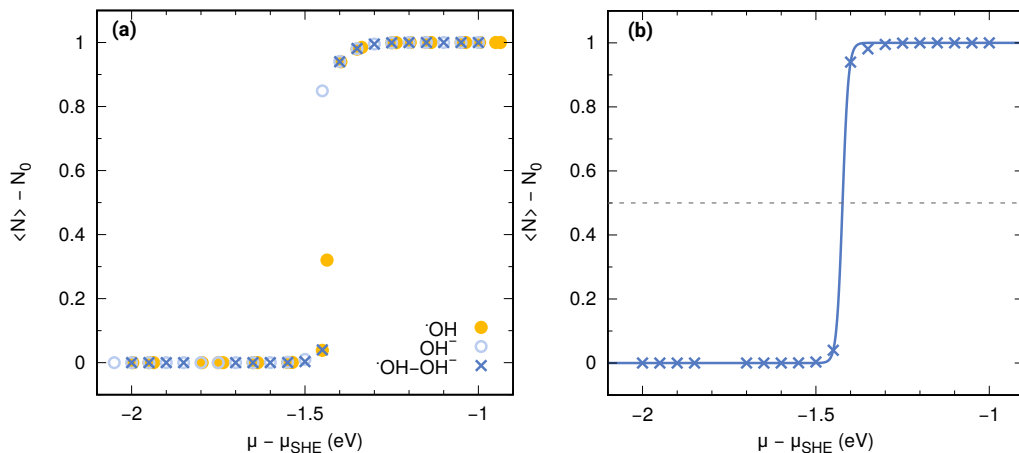 (a)
1
0.8
0.6
0.4
0.2
0
−2
−1.5
−1
<N> − N₀
μ − μSHE (eV)
·OH
OH⁻
·OH−OH⁻
(b)
1
0.8
0.6
0.4
0.2
0
−2
−1.5
−1
<N> − N₀
μ − μSHE (eV)